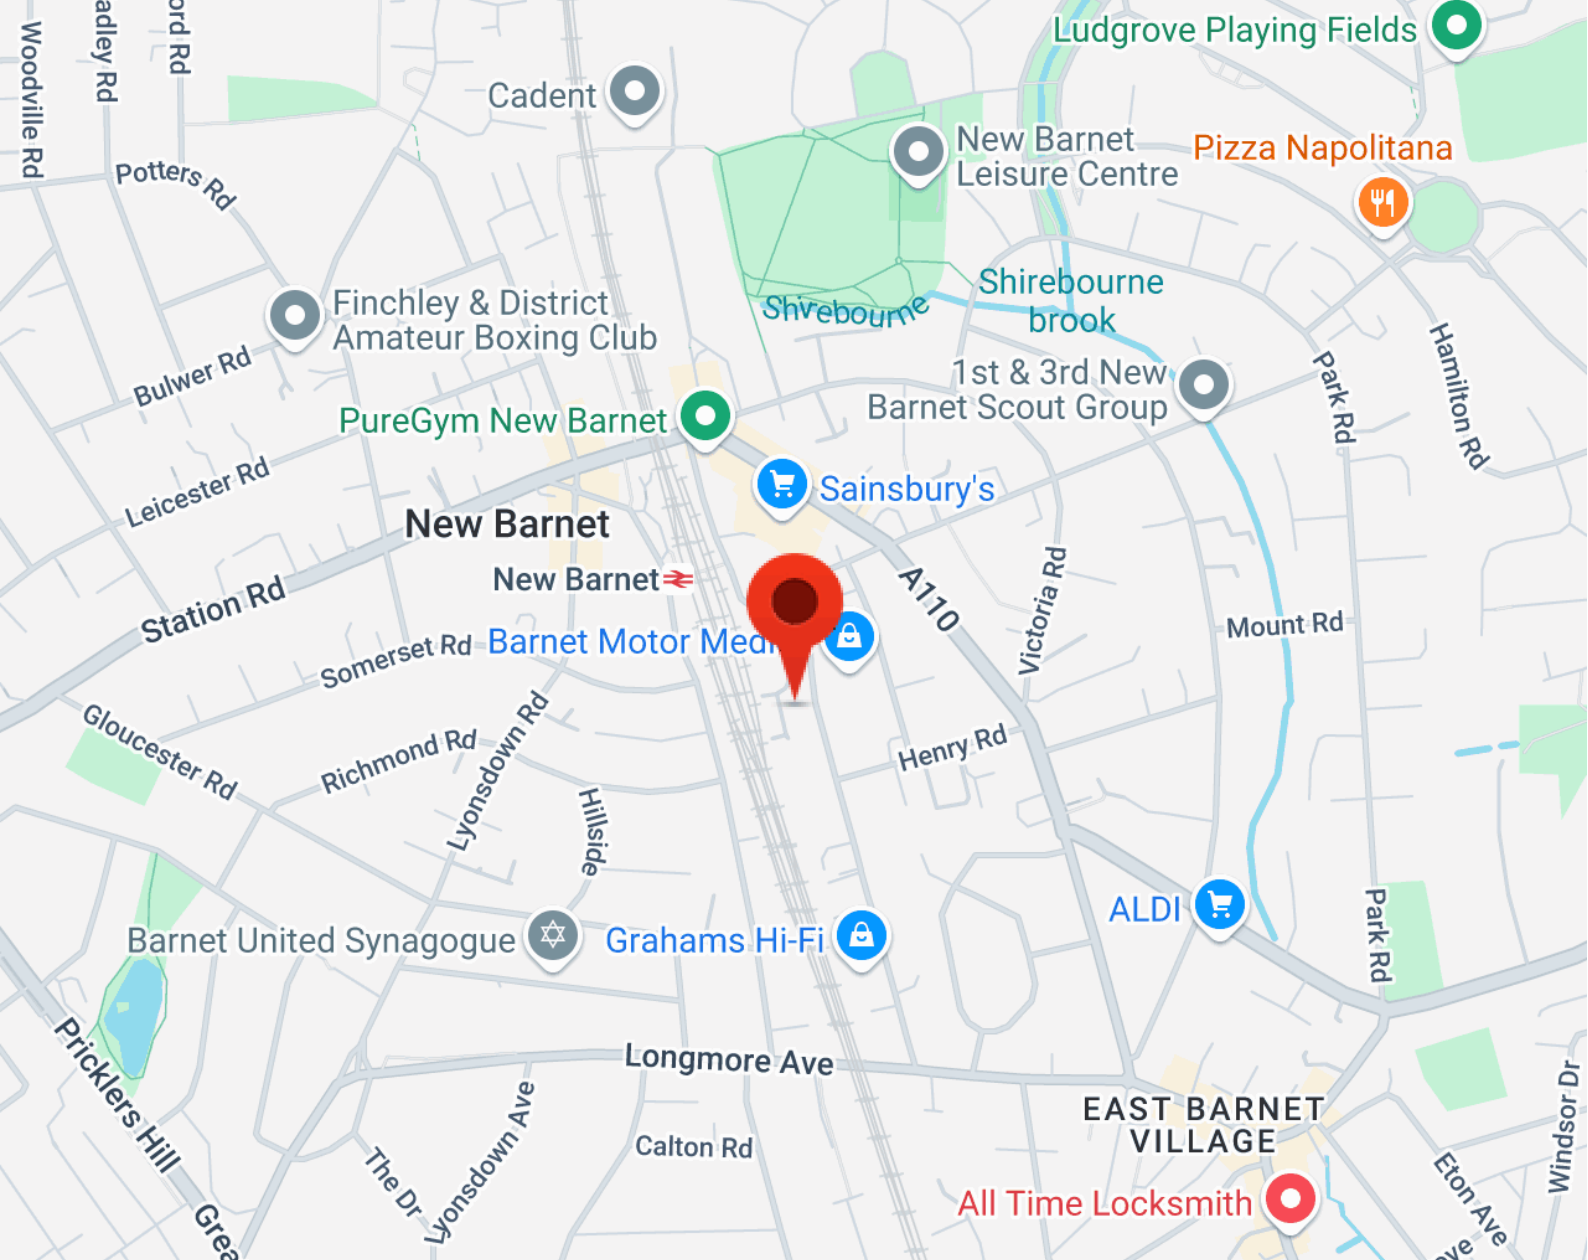 Woodville Rd
adley Rd
ord Rd
Ludgrove Playing Fields
Cadent
New Barnet
Leisure Centre
Pizza Napolitana
Potters Rd
Shirebourne
brook
Shirebourne
Finchley & District
Amateur Boxing Club
Bulwer Rd
1st & 3rd New
Barnet Scout Group
Park Rd
Hamilton Rd
PureGym New Barnet
Leicester Rd
Sainsbury's
New Barnet
New Barnet
A110
Victoria Rd
Station Rd
Mount Rd
Somerset Rd
Barnet Motor Med
Gloucester Rd
Richmond Rd
Lyonsdown Rd
Henry Rd
Hillside
ALDI
Park Rd
Barnet United Synagogue
Grahams Hi-Fi
Pricklers Hill
Longmore Ave
Lyonsdown Ave
EAST BARNET
VILLAGE
Windsor Dr
Calton Rd
The Dr
Eton Ave
All Time Locksmith
Grea
ove